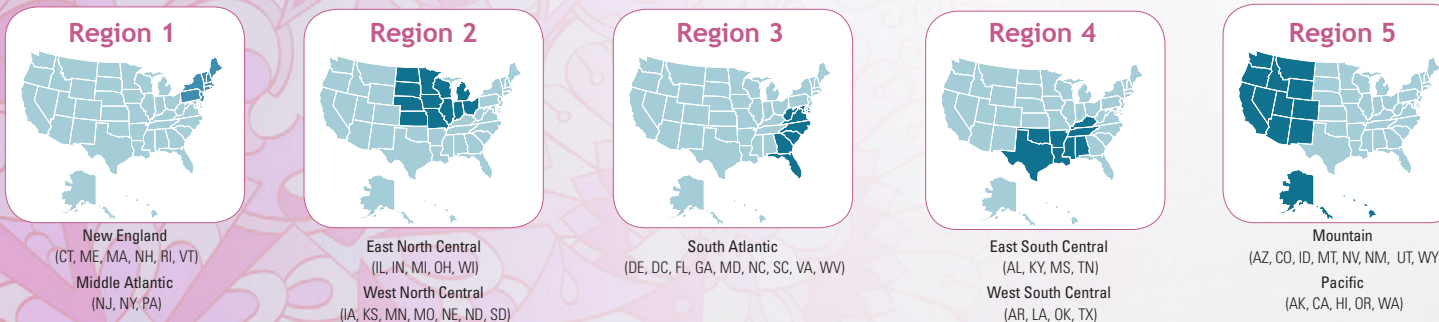 Region 1
New England
(CT, ME, MA, NH, RI, VT)
Middle Atlantic
(NJ, NY, PA)
Region 2
East North Central
(IL, IN, MI, OH, WI)
West North Central
(IA, KS, MN, MO, NE, ND, SD)
Region 3
South Atlantic
(DE, DC, FL, GA, MD, NC, SC, VA, WV)
Region 4
East South Central
(AL, KY, MS, TN)
West South Central
(AR, LA, OK, TX)
Region 5
Mountain
(AZ, CO, ID, MT, NV, NM, UT, WY
Pacific
(AK, CA, HI, OR, WA)